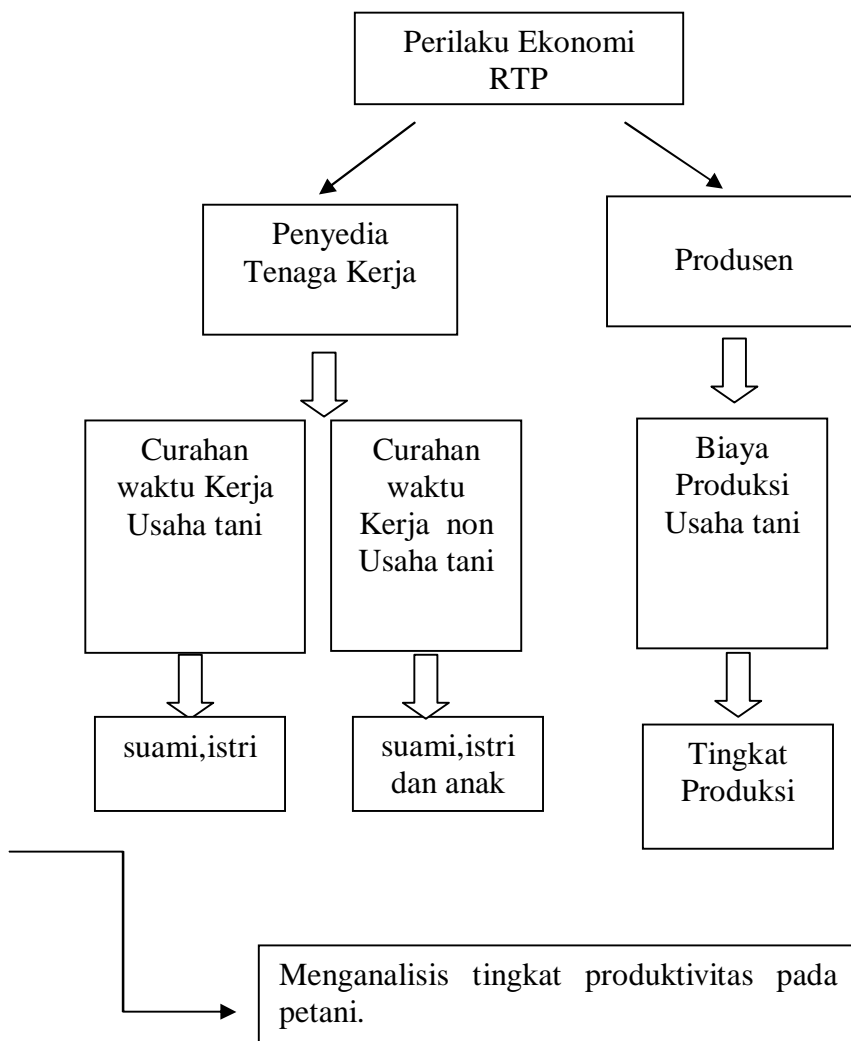 Perilaku Ekonomi
RTP
Penyedia
Tenaga Kerja
Produsen
Curahan
waktu Kerja
Usaha tani
Curahan
waktu
Kerja non
Usaha tani
Biaya
Produksi
Usaha tani
suami,istri
suami,istri
dan anak
Tingkat
Produksi
Menganalisis tingkat produktivitas pada
petani.